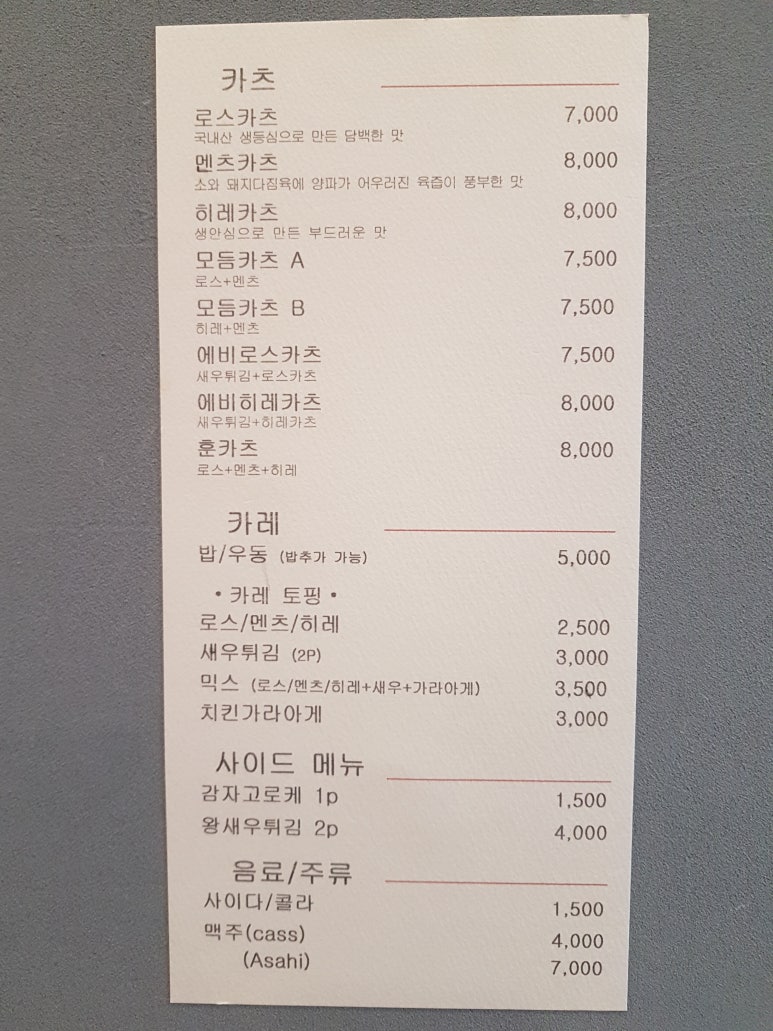 카츠
로스카츠 7,000
국내산 생등심으로 만든 담백한 맛
멘츠카츠 8,000
소와 돼지다짐육에 양파가 어우러진 육즙이 풍부한 맛
히레카츠 8,000
생안심으로 만든 부드러운 맛
모듬카츠 A 7,500
로스+멘츠
모듬카츠 B 7,500
히레+멘츠
에비로스카츠 7,500
새우튀김+로스카츠
에비히레카츠 8,000
새우튀김+히레카츠
훈카츠 8,000
로스+멘츠+히레
카레
밥/우동 (밥추가 가능) 5,000
•카레 토핑•
로스/멘츠/히레 2,500
새우튀김 (2P) 3,000
믹스 (로스/멘츠/히레+새우+가라아게) 3,500
치킨가라아게 3,000
사이드 메뉴
감자고로케 1p 1,500
왕새우튀김 2p 4,000
음료/주류
사이다/콜라 1,500
맥주(cass) 4,000
(Asahi) 7,000